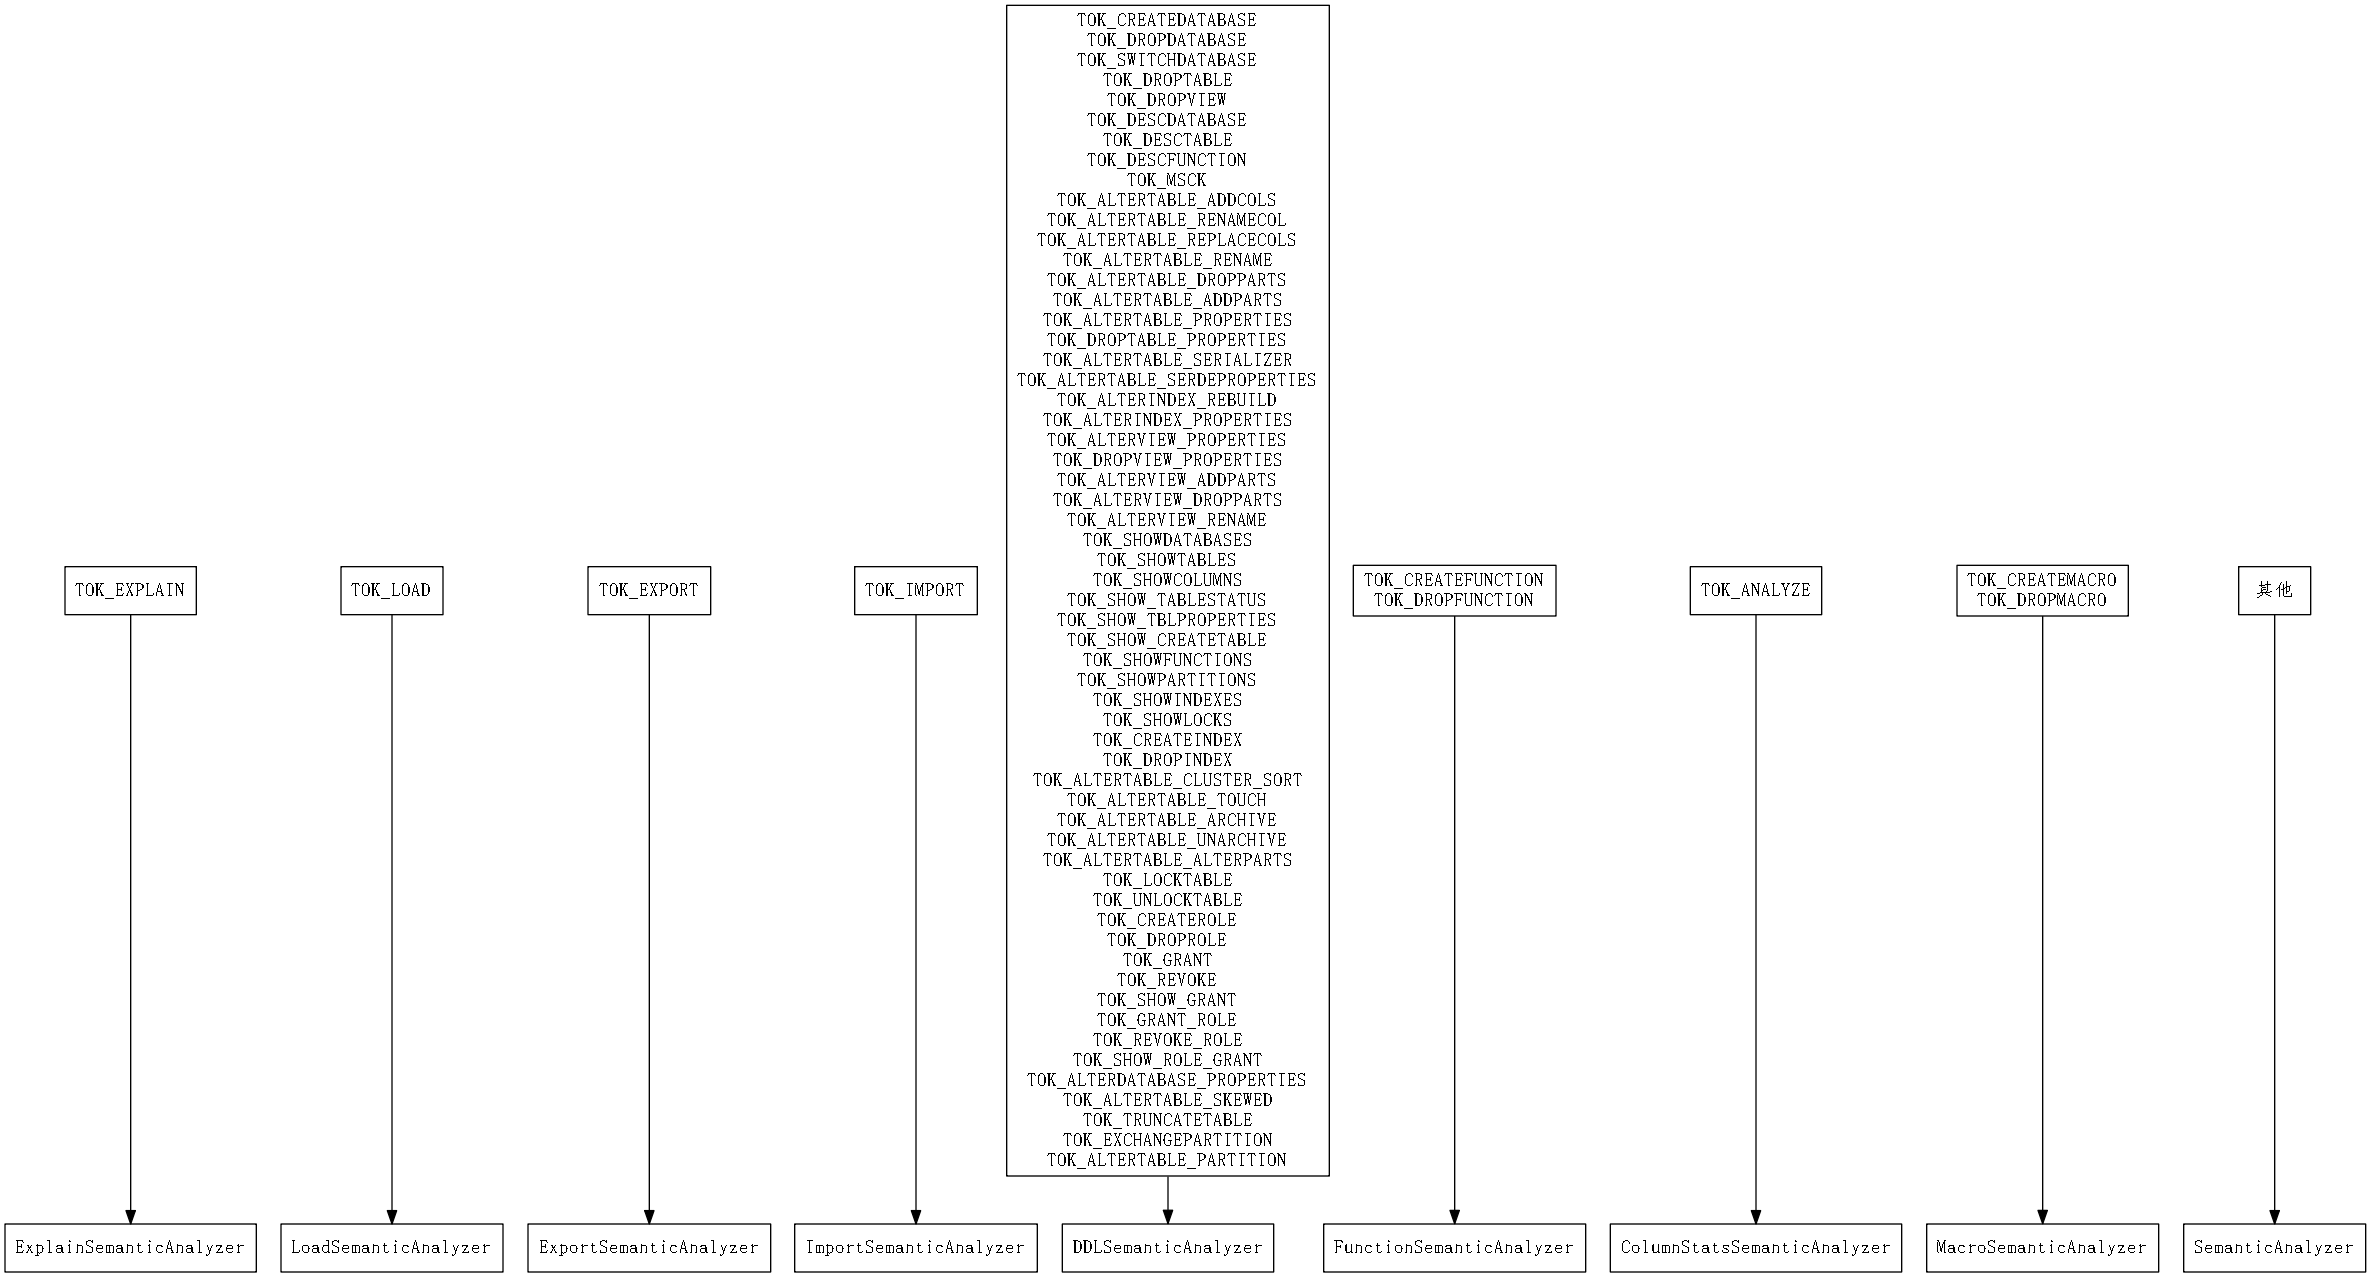 TOK_CREATEDATABASE
TOK_DROPDATABASE
TOK_SWITCHDATABASE
TOK_DROPTABLE
TOK_DROPVIEW
TOK_DESCDATABASE
TOK_DESCTABLE
TOK_DESCFUNCTION
TOK_MSCK
TOK_ALTERTABLE_ADDCOLS
TOK_ALTERTABLE_RENAMECOL
TOK_ALTERTABLE_REPLACECOLS
TOK_ALTERTABLE_RENAME
TOK_ALTERTABLE_DROPPARTS
TOK_ALTERTABLE_ADDPARTS
TOK_ALTERTABLE_PROPERTIES
TOK_DROPTABLE_PROPERTIES
TOK_ALTERTABLE_SERIALIZER
TOK_ALTERTABLE_SERDEPROPERTIES
TOK_ALTERINDEX_REBUILD
TOK_ALTERINDEX_PROPERTIES
TOK_ALTERVIEW_PROPERTIES
TOK_DROPVIEW_PROPERTIES
TOK_ALTERVIEW_ADDPARTS
TOK_ALTERVIEW_DROPPARTS
TOK_ALTERVIEW_RENAME
TOK_SHOWDATABASES
TOK_SHOWTABLES
TOK_SHOWCOLUMNS
TOK_SHOW_TABLESTATUS
TOK_SHOW_TBLPROPERTIES
TOK_SHOW_CREATETABLE
TOK_SHOWFUNCTIONS
TOK_SHOWPARTITIONS
TOK_SHOWINDEXES
TOK_SHOWLOCKS
TOK_CREATEINDEX
TOK_DROPINDEX
TOK_ALTERTABLE_CLUSTER_SORT
TOK_ALTERTABLE_TOUCH
TOK_ALTERTABLE_ARCHIVE
TOK_ALTERTABLE_UNARCHIVE
TOK_ALTERTABLE_ALTERPARTS
TOK_LOCKTABLE
TOK_UNLOCKTABLE
TOK_CREATEROLE
TOK_DROPROLE
TOK_GRANT
TOK_REVOKE
TOK_SHOW_GRANT
TOK_GRANT_ROLE
TOK_REVOKE_ROLE
TOK_SHOW_ROLE_GRANT
TOK_ALTERDATABASE_PROPERTIES
TOK_ALTERTABLE_SKEWED
TOK_TRUNCATETABLE
TOK_EXCHANGEPARTITION
TOK_ALTERTABLE_PARTITION
TOK_EXPLAIN
TOK_LOAD
TOK_EXPORT
TOK_IMPORT
TOK_CREATEFUNCTION
TOK_DROPFUNCTION
TOK_ANALYZE
TOK_CREATEMACRO
TOK_DROPMACRO
其他
ExplainSemanticAnalyzer
LoadSemanticAnalyzer
ExportSemanticAnalyzer
ImportSemanticAnalyzer
DDLSemanticAnalyzer
FunctionSemanticAnalyzer
ColumnStatsSemanticAnalyzer
MacroSemanticAnalyzer
SemanticAnalyzer